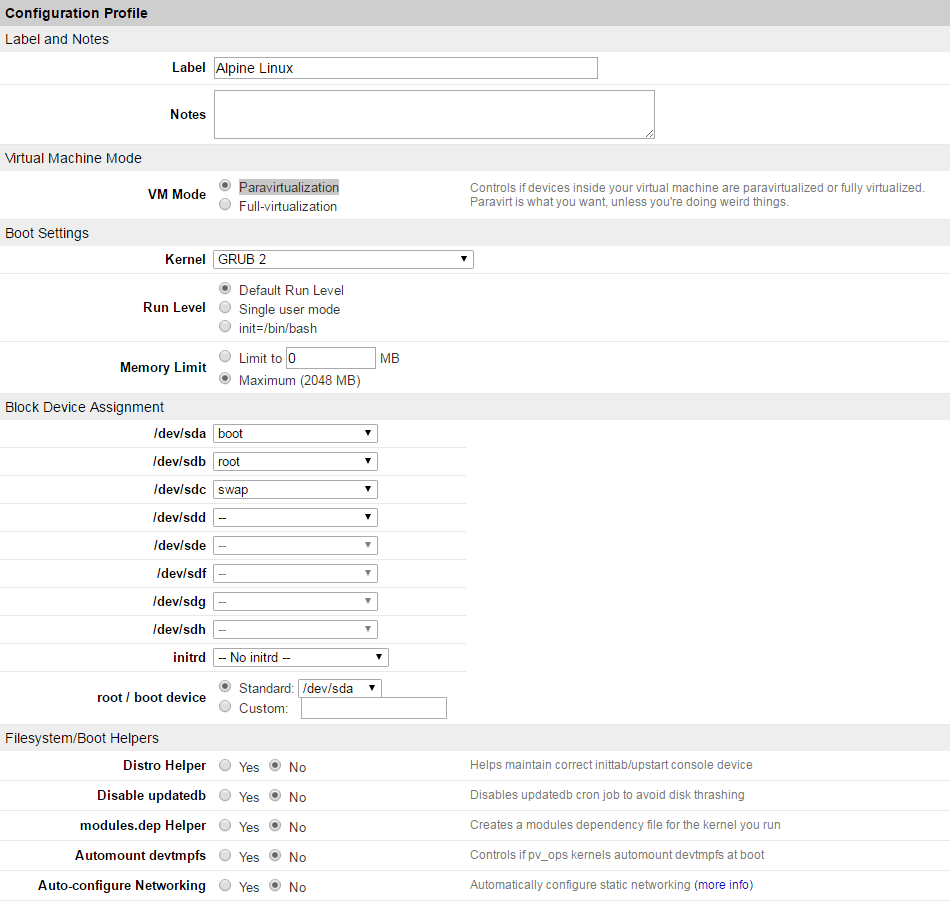 Configuration Profile
Label and Notes
Label Alpine Linux
Notes
Virtual Machine Mode
VM Mode Paravirtualization
Full-virtualization
Controls if devices inside your virtual machine are paravirtualized or fully virtualized.
Paravirt is what you want, unless you're doing weird things.
Boot Settings
Kernel GRUB 2
Run Level Default Run Level
Single user mode
init=/bin/bash
Memory Limit Limit to 0 MB
Maximum (2048 MB)
Block Device Assignment
/dev/sda boot
/dev/sdb root
/dev/sdc swap
/dev/sdd --
/dev/sde --
/dev/sdf --
/dev/sdg --
/dev/sdh --
initrd -- No initrd --
root / boot device Standard: /dev/sda
Custom:
Filesystem/Boot Helpers
Distro Helper Yes No Helps maintain correct inittab/upstart console device
Disable updatedb Yes No Disables updatedb cron job to avoid disk thrashing
modules.dep Helper Yes No Creates a modules dependency file for the kernel you run
Automount devtmpfs Yes No Controls if pv_ops kernels automount devtmpfs at boot
Auto-configure Networking Yes No Automatically configure static networking (more info)